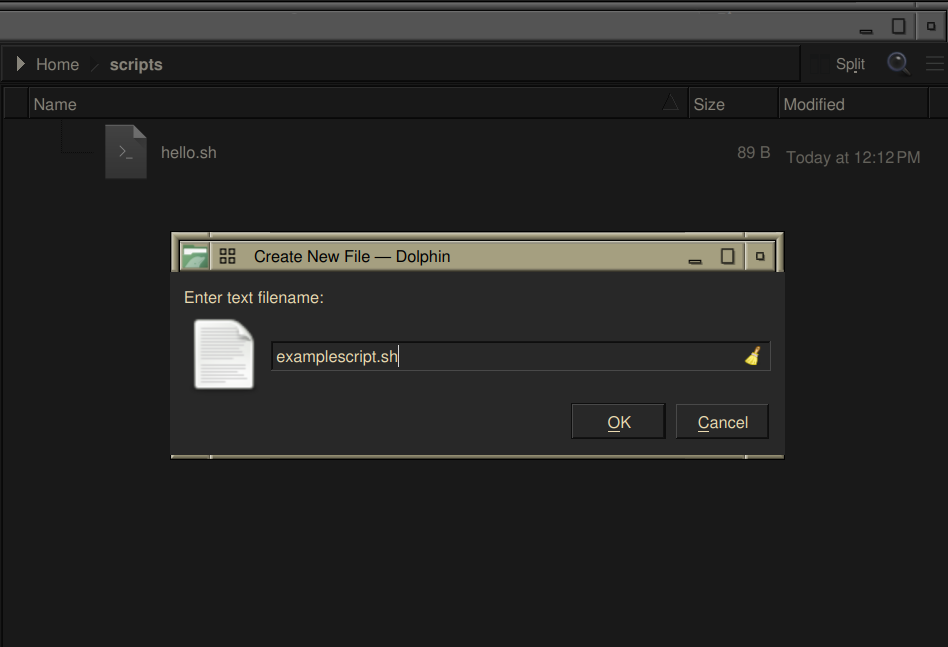 Home scripts Split
Name Size Modified
hello.sh 89 B Today at 12:12 PM
Create New File — Dolphin
Enter text filename:
examplescript.sh
OK Cancel